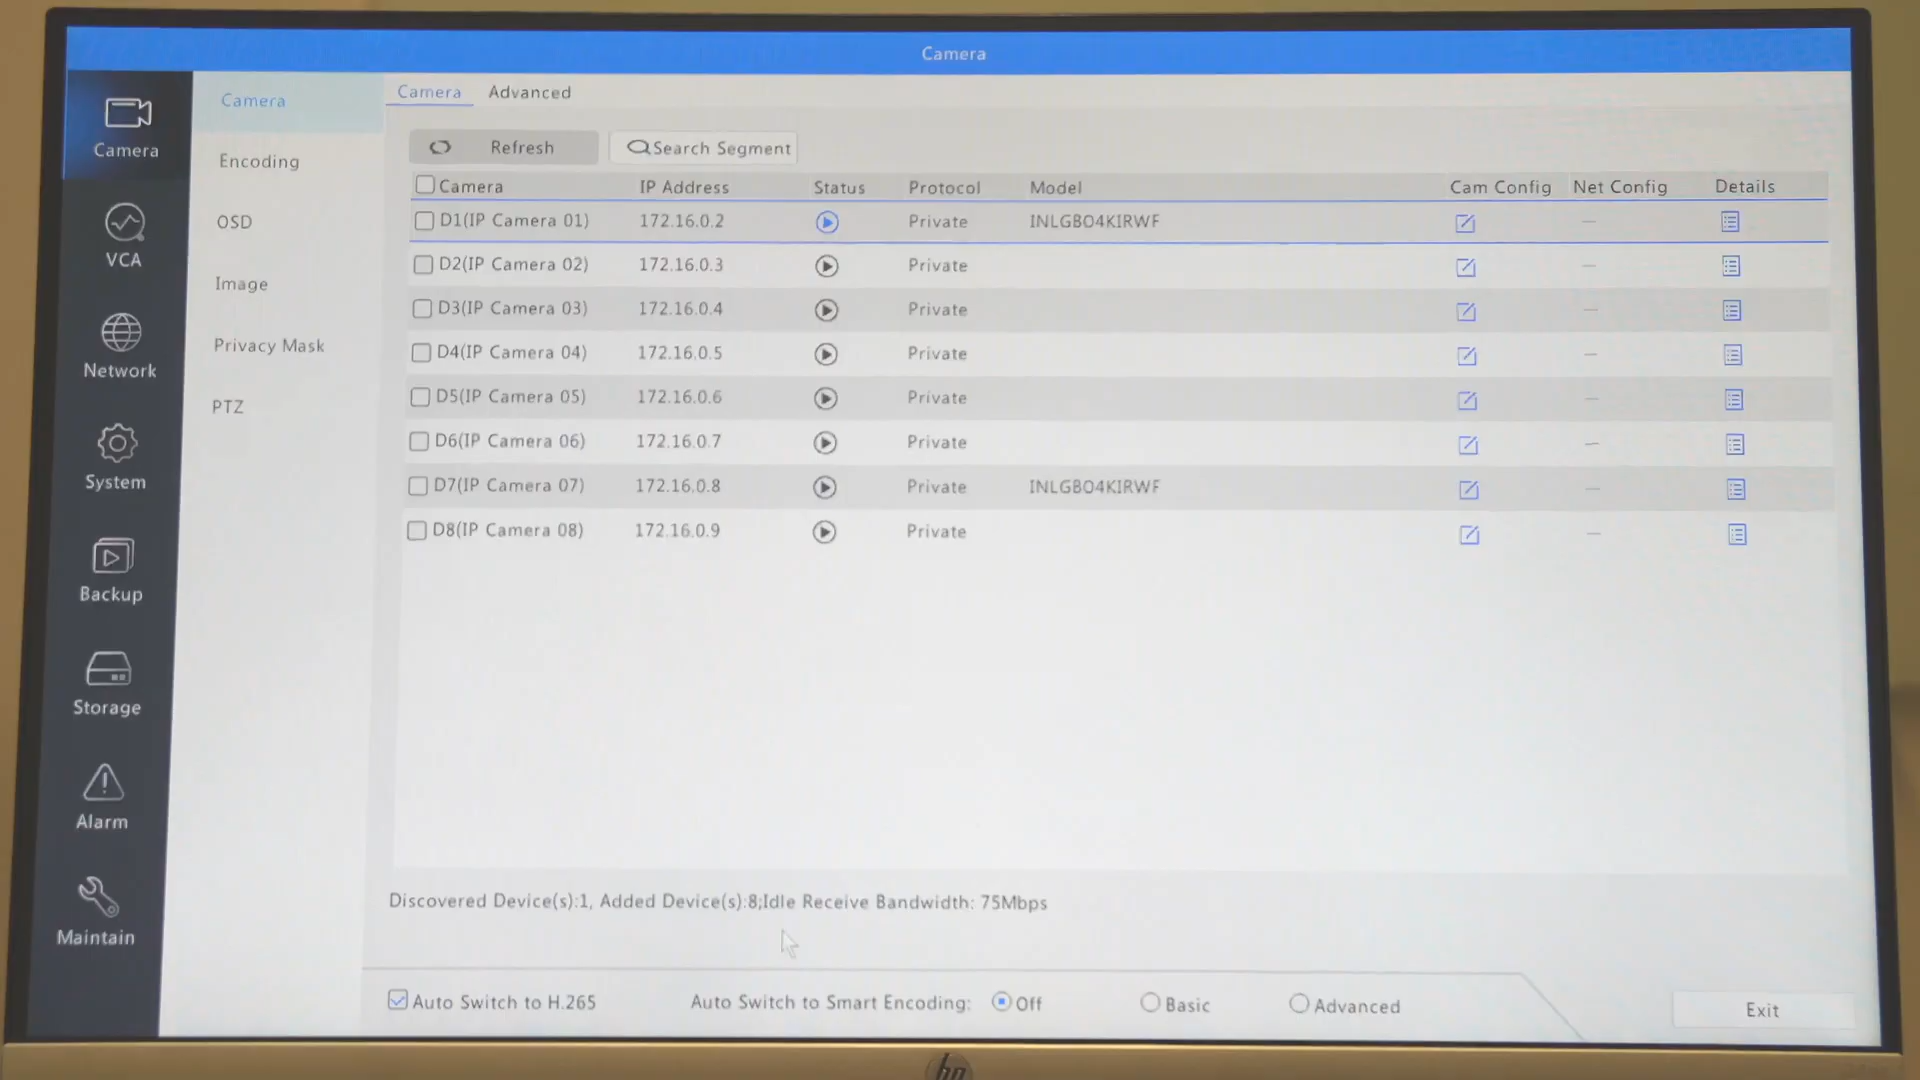 Camera
Camera
VCA
Network
System
Backup
Storage
Alarm
Maintain
Camera
Encoding
OSD
Image
Privacy Mask
PTZ
Camera Advanced
Refresh Search Segment
Camera IP Address Status Protocol Model Cam Config Net Config Details
D1(IP Camera 01) 172.16.0.2 Private INLGBO4KIRWF —
D2(IP Camera 02) 172.16.0.3 Private —
D3(IP Camera 03) 172.16.0.4 Private —
D4(IP Camera 04) 172.16.0.5 Private —
D5(IP Camera 05) 172.16.0.6 Private —
D6(IP Camera 06) 172.16.0.7 Private —
D7(IP Camera 07) 172.16.0.8 Private INLGBO4KIRWF —
D8(IP Camera 08) 172.16.0.9 Private —
Discovered Device(s):1, Added Device(s):8;Idle Receive Bandwidth: 75Mbps
Auto Switch to H.265 Auto Switch to Smart Encoding: Off Basic Advanced Exit
hp